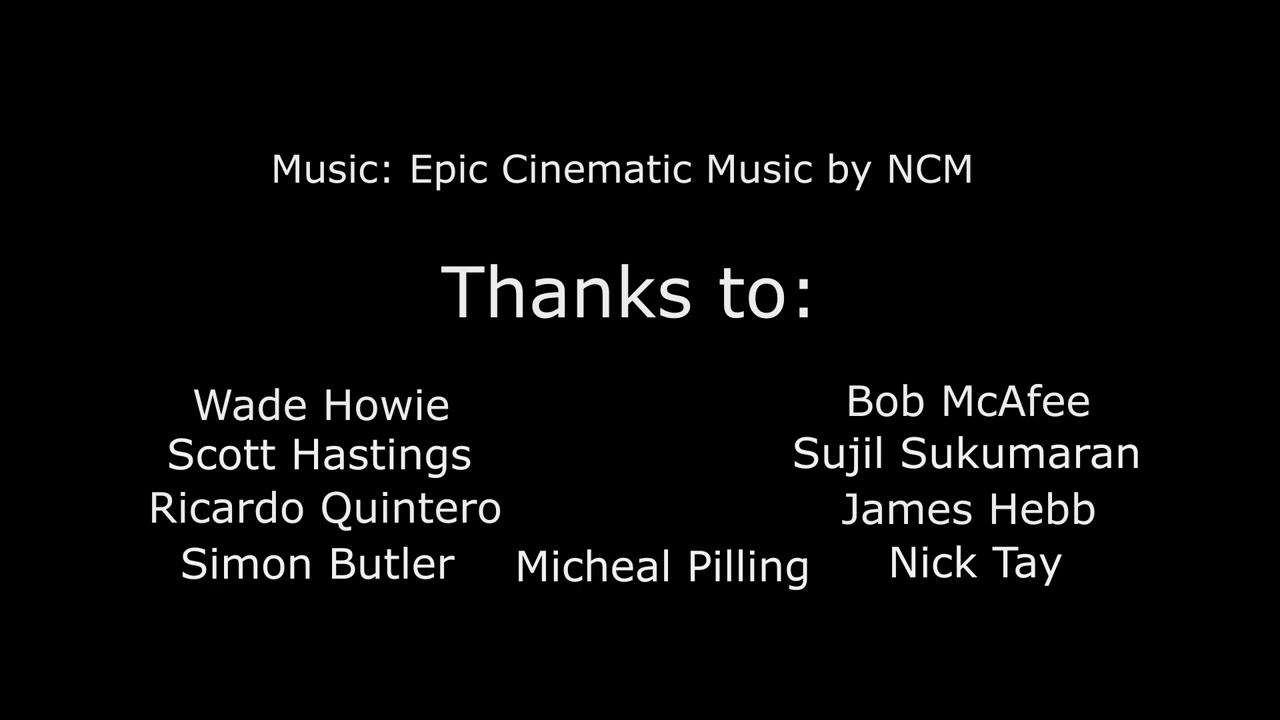 Music: Epic Cinematic Music by NCM
Thanks to:
Wade Howie
Scott Hastings
Ricardo Quintero
Simon Butler
Micheal Pilling
Bob McAfee
Sujil Sukumaran
James Hebb
Nick Tay